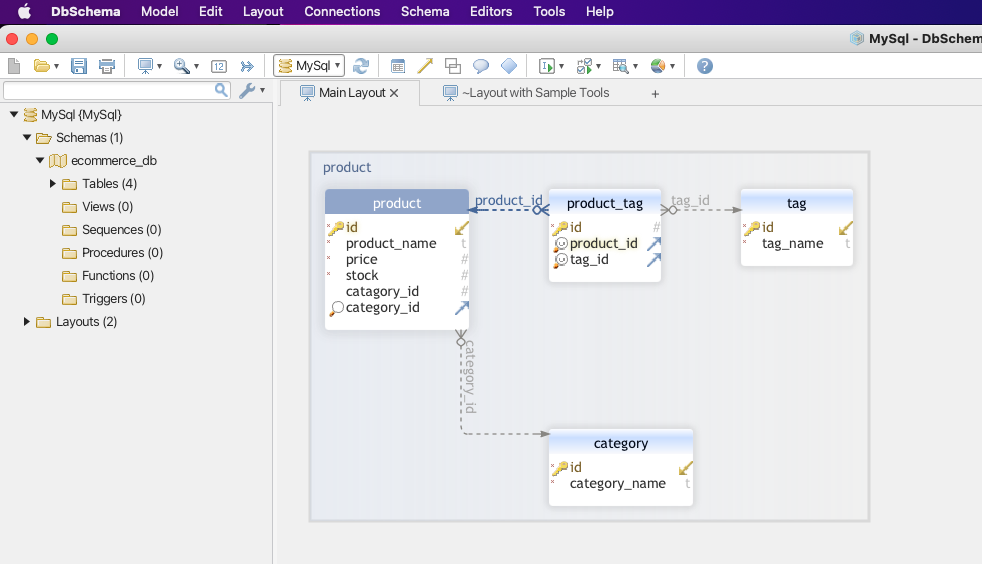 DbSchema Model Edit Layout Connections Schema Editors Tools Help
MySql - DbSchem
12 MySql ?
Main Layout ~Layout with Sample Tools +
MySql {MySql}
Schemas (1)
ecommerce_db
Tables (4)
Views (0)
Sequences (0)
Procedures (0)
Functions (0)
Triggers (0)
Layouts (2)
product
product
id
product_name t
price #
stock #
catagory_id #
category_id
product_id
product_tag
id #
product_id
tag_id
tag_id
tag
id
tag_name t
category_id
category
id
category_name t